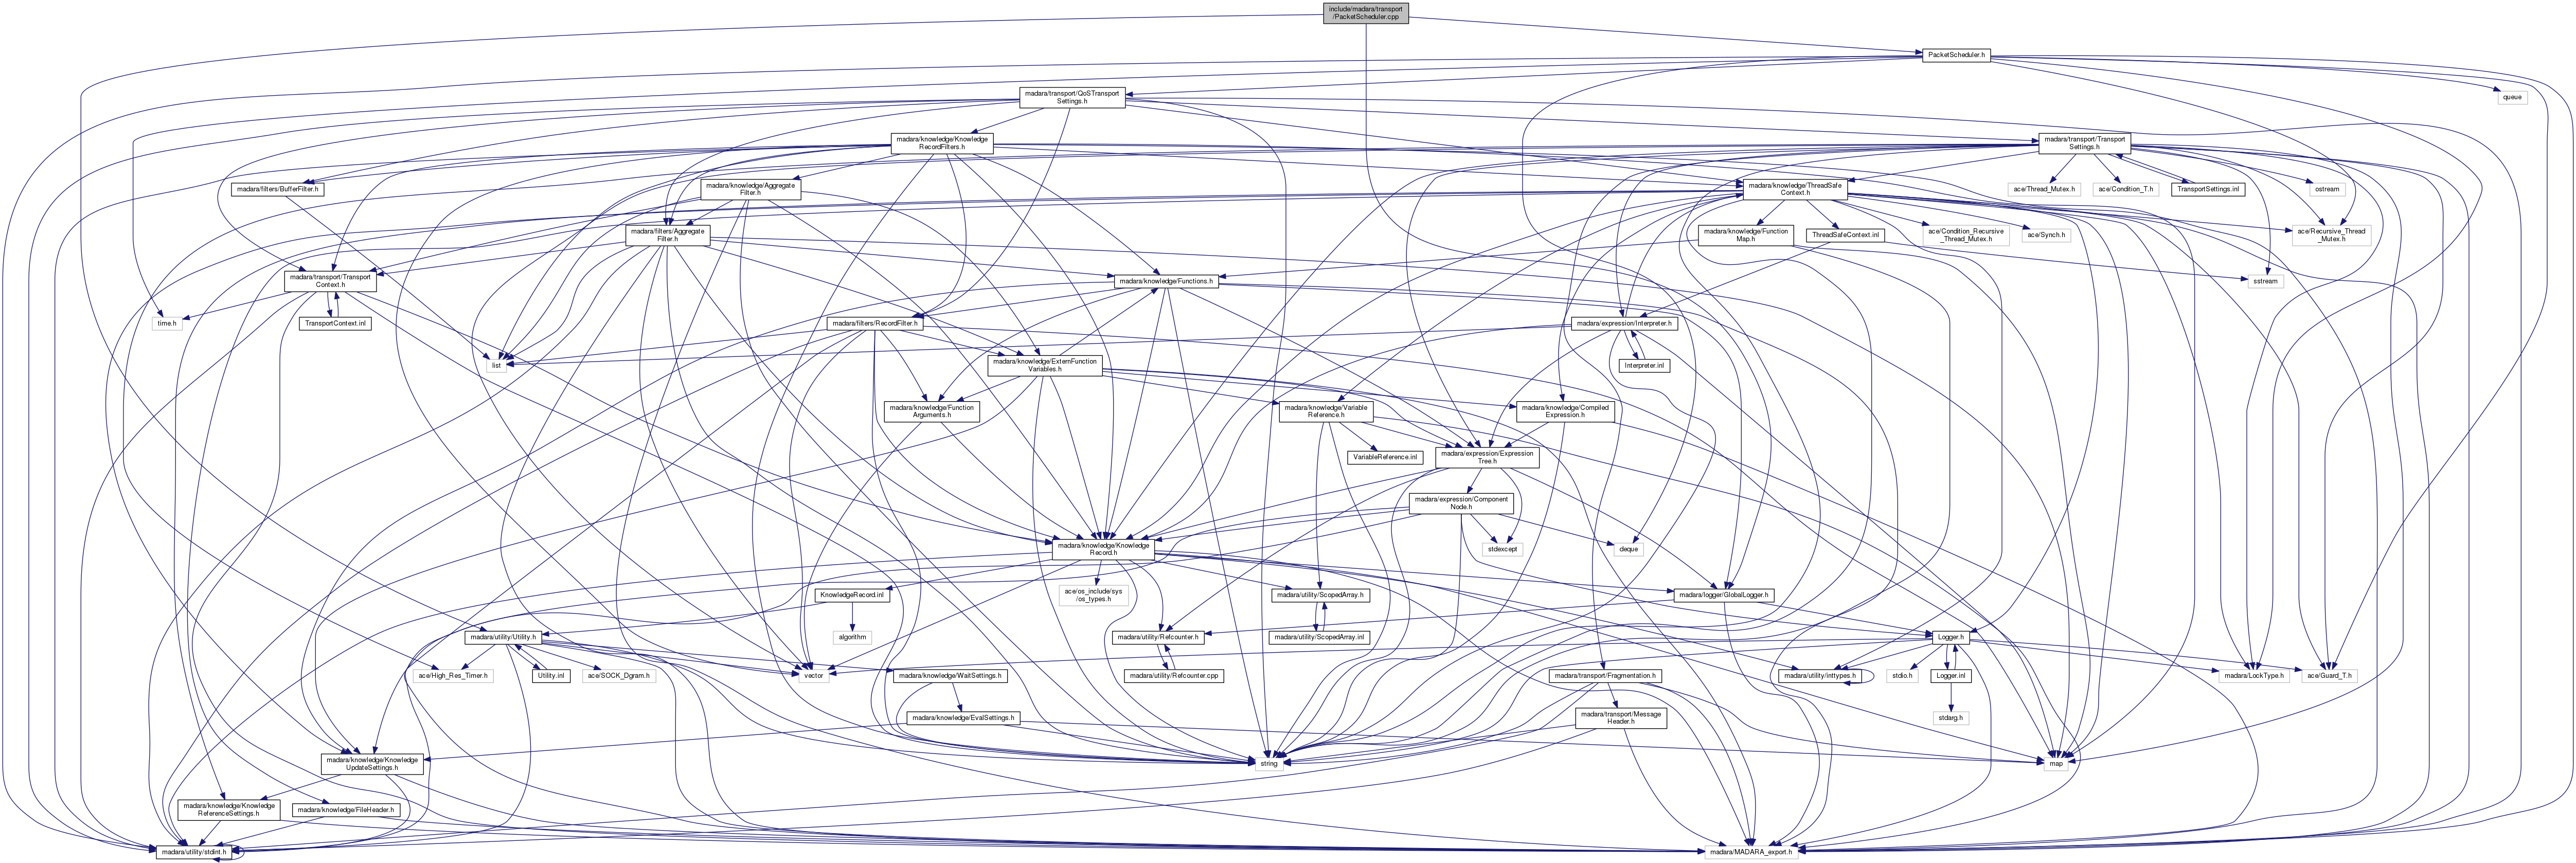 include/madara/transport
/PacketScheduler.cpp
PacketScheduler.h
madara/transport/QoSTransport
Settings.h
queue
madara/knowledge/Knowledge
RecordFilters.h
madara/transport/Transport
Settings.h
madara/filters/BufferFilter.h
madara/knowledge/Aggregate
Filter.h
madara/knowledge/ThreadSafe
Context.h
ace/Thread_Mutex.h
ace/Condition_T.h
TransportSettings.inl
ostream
madara/filters/Aggregate
Filter.h
madara/knowledge/Function
Map.h
ThreadSafeContext.inl
ace/Condition_Recursive
_Thread_Mutex.h
ace/Synch.h
ace/Recursive_Thread
_Mutex.h
madara/transport/Transport
Context.h
madara/knowledge/Functions.h
sstream
time.h
TransportContext.inl
madara/filters/RecordFilter.h
madara/expression/Interpreter.h
list
madara/knowledge/ExternFunction
Variables.h
Interpreter.inl
madara/knowledge/Function
Arguments.h
madara/knowledge/Variable
Reference.h
madara/knowledge/Compiled
Expression.h
VariableReference.inl
madara/expression/Expression
Tree.h
madara/expression/Component
Node.h
madara/knowledge/Knowledge
Record.h
stdexcept
deque
KnowledgeRecord.inl
ace/os_include/sys
/os_types.h
madara/utility/ScopedArray.h
madara/logger/GlobalLogger.h
madara/utility/Utility.h
algorithm
madara/utility/Refcounter.h
madara/utility/ScopedArray.inl
Logger.h
ace/High_Res_Timer.h
Utility.inl
ace/SOCK_Dgram.h
vector
madara/knowledge/WaitSettings.h
madara/utility/Refcounter.cpp
madara/transport/Fragmentation.h
madara/utility/inttypes.h
stdio.h
Logger.inl
madara/LockType.h
ace/Guard_T.h
madara/knowledge/EvalSettings.h
madara/transport/Message
Header.h
stdarg.h
madara/knowledge/Knowledge
UpdateSettings.h
string
map
madara/knowledge/Knowledge
ReferenceSettings.h
madara/knowledge/FileHeader.h
madara/utility/stdint.h
madara/MADARA_export.h